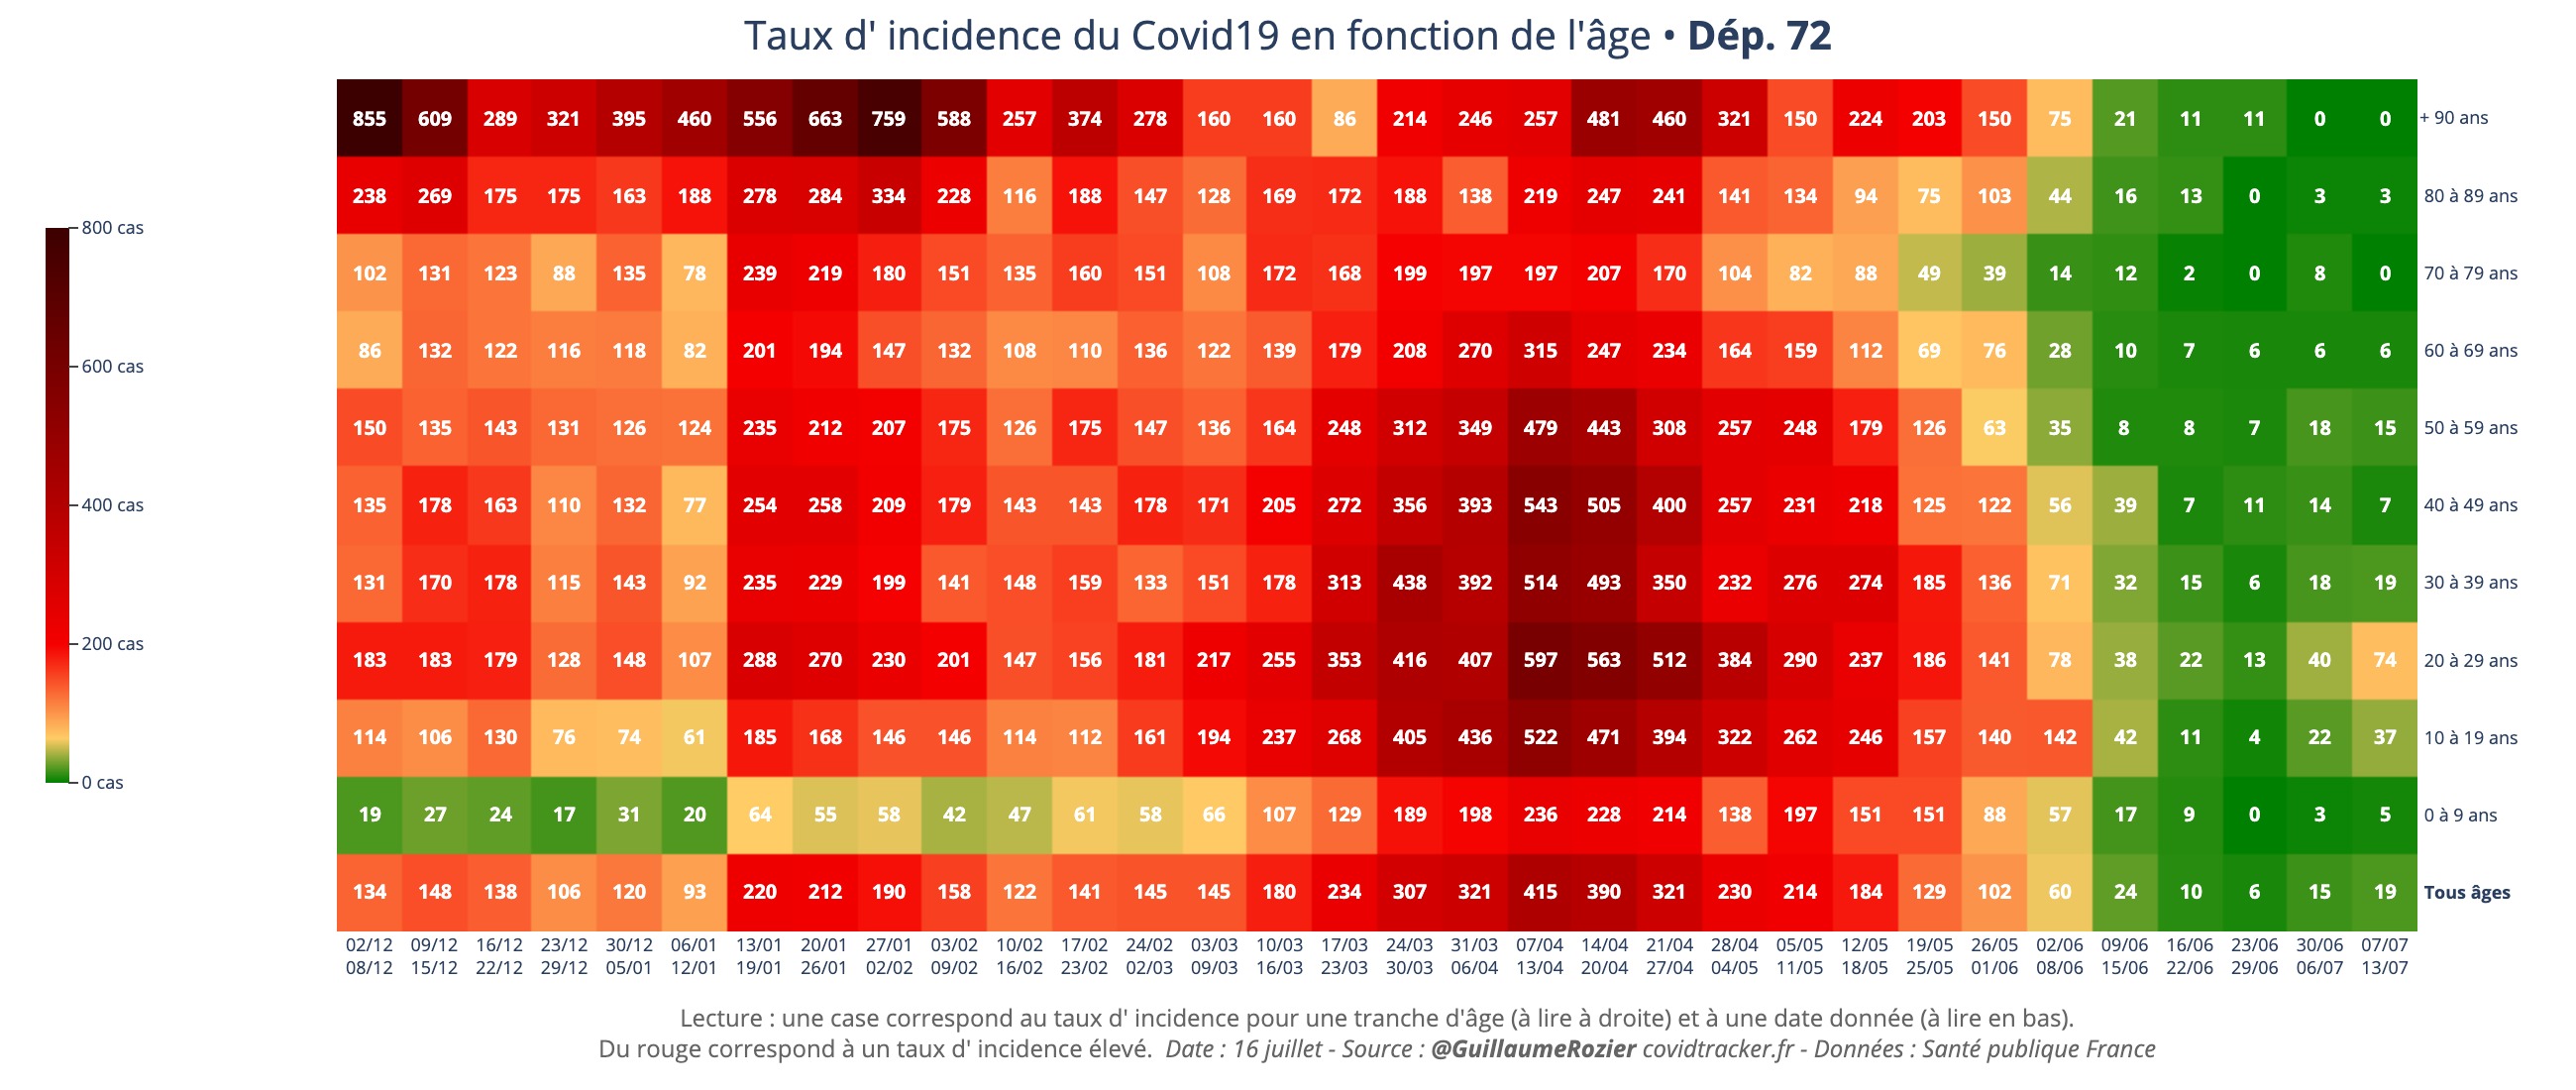 Taux d' incidence du Covid19 en fonction de l'âge • Dép. 72
855 609 289 321 395 460 556 663 759 588 257 374 278 160 160 86 214 246 257 481 460 321 150 224 203 150 75 21 11 11 0 0 + 90 ans
238 269 175 175 163 188 278 284 334 228 116 188 147 128 169 172 188 138 219 247 241 141 134 94 75 103 44 16 13 0 3 3 80 à 89 ans
800 cas
102 131 123 88 135 78 239 219 180 151 135 160 151 108 172 168 199 197 197 207 170 104 82 88 49 39 14 12 2 0 8 0 70 à 79 ans
86 132 122 116 118 82 201 194 147 132 108 110 136 122 139 179 208 270 315 247 234 164 159 112 69 76 28 10 7 6 6 6 60 à 69 ans
600 cas
150 135 143 131 126 124 235 212 207 175 126 175 147 136 164 248 312 349 479 443 308 257 248 179 126 63 35 8 8 7 18 15 50 à 59 ans
400 cas
135 178 163 110 132 77 254 258 209 179 143 143 178 171 205 272 356 393 543 505 400 257 231 218 125 122 56 39 7 11 14 7 40 à 49 ans
131 170 178 115 143 92 235 229 199 141 148 159 133 151 178 313 438 392 514 493 350 232 276 274 185 136 71 32 15 6 18 19 30 à 39 ans
200 cas
183 183 179 128 148 107 288 270 230 201 147 156 181 217 255 353 416 407 597 563 512 384 290 237 186 141 78 38 22 13 40 74 20 à 29 ans
114 106 130 76 74 61 185 168 146 146 114 112 161 194 237 268 405 436 522 471 394 322 262 246 157 140 142 42 11 4 22 37 10 à 19 ans
0 cas
19 27 24 17 31 20 64 55 58 42 47 61 58 66 107 129 189 198 236 228 214 138 197 151 151 88 57 17 9 0 3 5 0 à 9 ans
134 148 138 106 120 93 220 212 190 158 122 141 145 145 180 234 307 321 415 390 321 230 214 184 129 102 60 24 10 6 15 19 Tous âges
02/12 09/12 16/12 23/12 30/12 06/01 13/01 20/01 27/01 03/02 10/02 17/02 24/02 03/03 10/03 17/03 24/03 31/03 07/04 14/04 21/04 28/04 05/05 12/05 19/05 26/05 02/06 09/06 16/06 23/06 30/06 07/07
08/12 15/12 22/12 29/12 05/01 12/01 19/01 26/01 02/02 09/02 16/02 23/02 02/03 09/03 16/03 23/03 30/03 06/04 13/04 20/04 27/04 04/05 11/05 18/05 25/05 01/06 08/06 15/06 22/06 29/06 06/07 13/07
Lecture : une case correspond au taux d' incidence pour une tranche d'âge (à lire à droite) et à une date donnée (à lire en bas).
Du rouge correspond à un taux d' incidence élevé. Date : 16 juillet - Source : @GuillaumeRozier covidtracker.fr - Données : Santé publique France